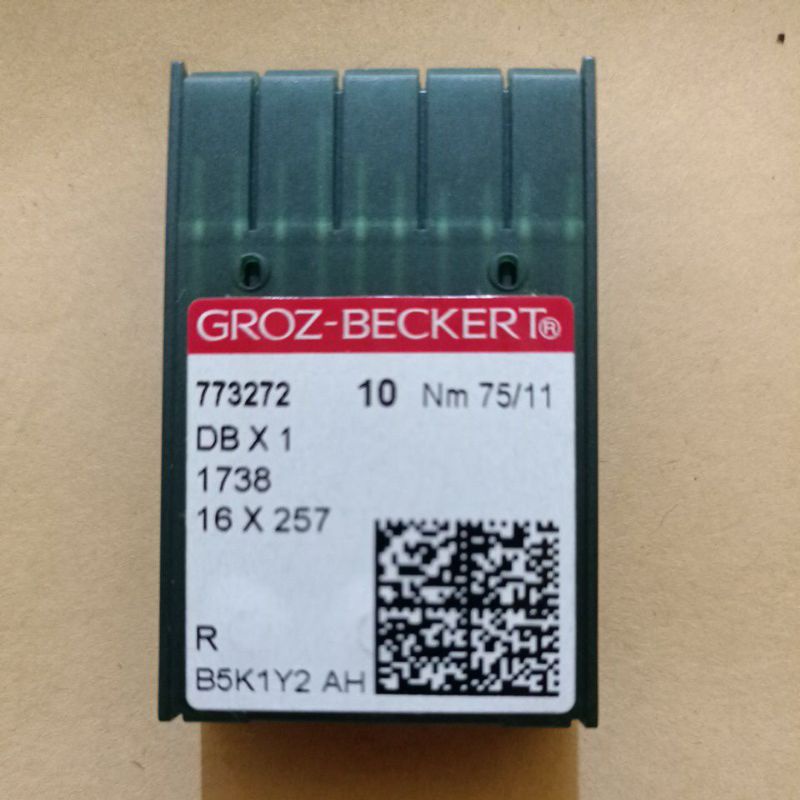 GROZ-BECKERT®
773272 10 Nm 75/11
DB X 1
1738
16 X 257
R
B5K1Y2 AH